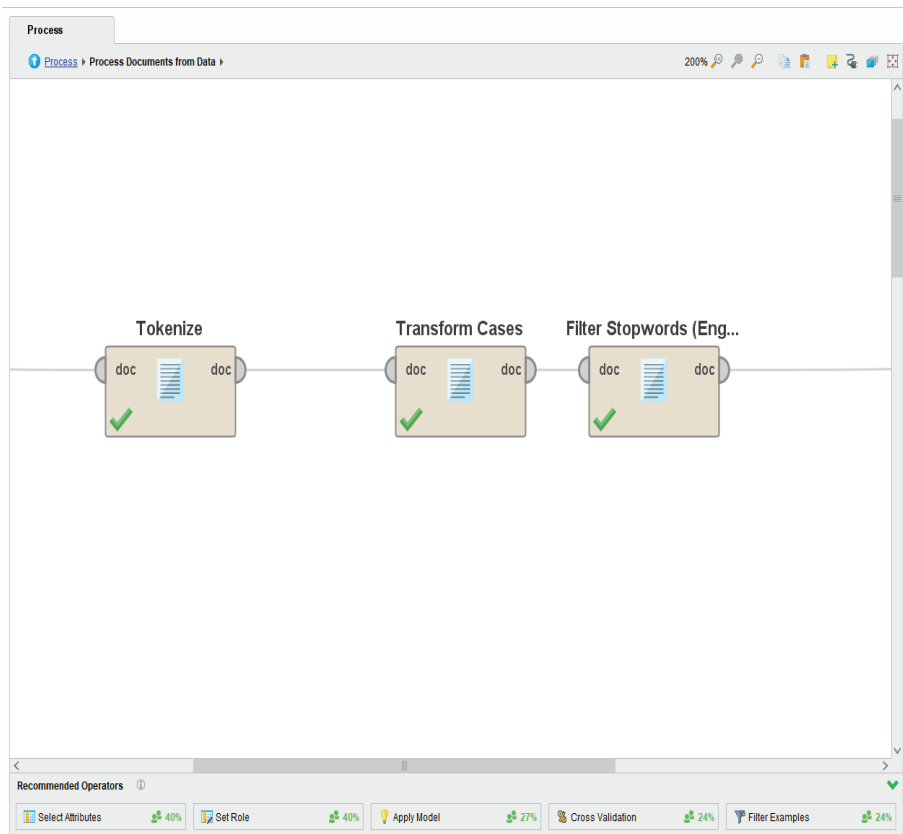 Process
Process Process Documents from Data
200%
Tokenize
Transform Cases
Filter Stopwords (Eng...
doc doc
doc doc
doc doc
Recommended Operators
Select Attributes 40%
Set Role 40%
Apply Model 27%
Cross Validation 24%
Filter Examples 24%